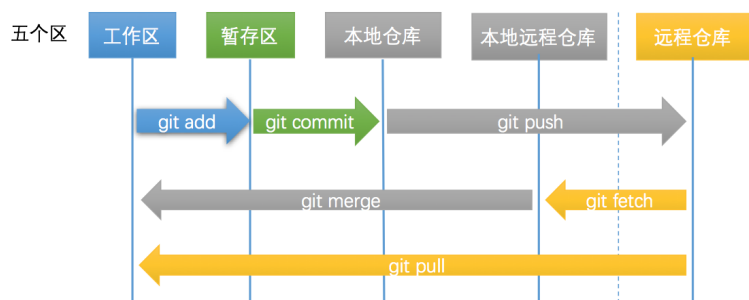 五个区
工作区
暂存区
本地仓库
本地远程仓库
远程仓库
git add
git commit
git push
git merge
git fetch
git pull